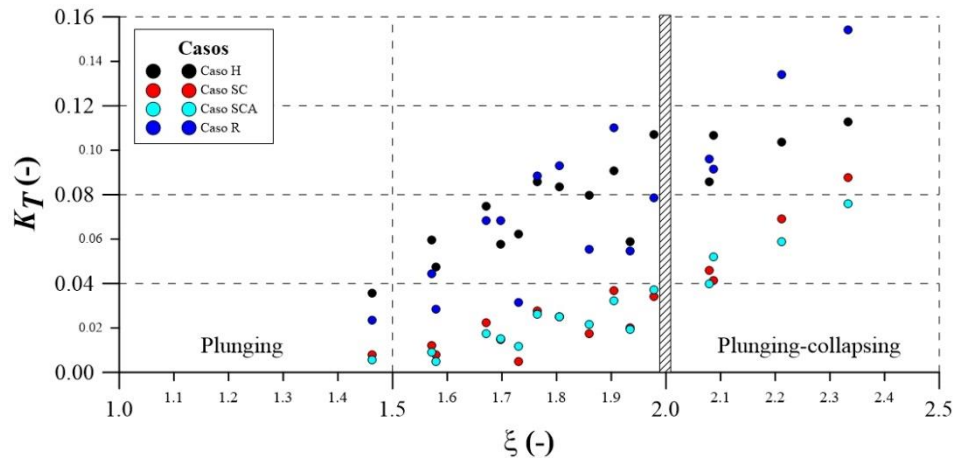 0.16
0.14
0.12
0.10
0.08
0.06
0.04
0.02
0.00
K_T (-)
Casos
Caso H
Caso SC
Caso SCA
Caso R
Plunging
Plunging-collapsing
1.0 1.1 1.2 1.3 1.4 1.5 1.6 1.7 1.8 1.9 2.0 2.1 2.2 2.3 2.4 2.5
ξ (-)